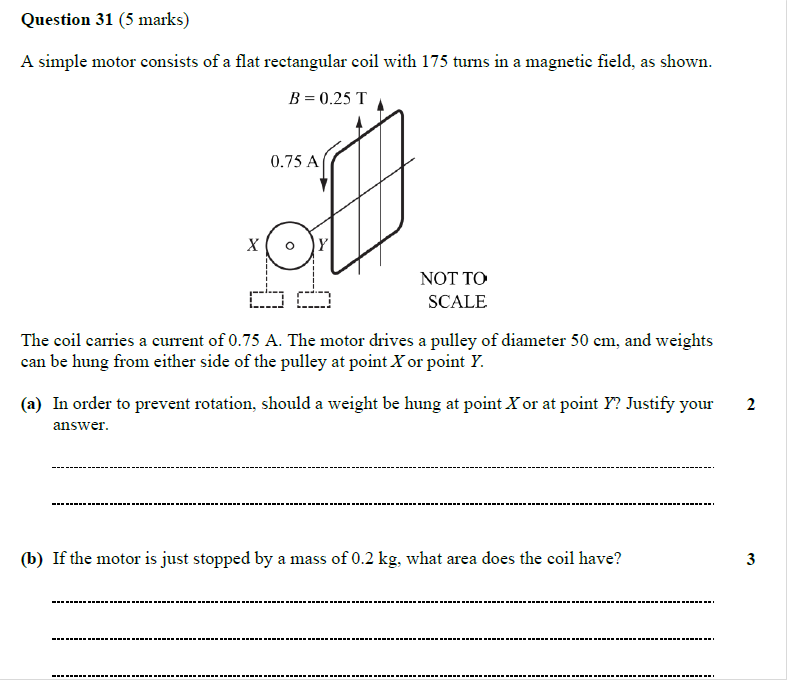 Question 31 (5 marks)
A simple motor consists of a flat rectangular coil with 175 turns in a magnetic field, as shown.
B = 0.25 T
0.75 A
X
Y
NOT TO
SCALE
The coil carries a current of 0.75 A. The motor drives a pulley of diameter 50 cm, and weights
can be hung from either side of the pulley at point X or point Y.
(a) In order to prevent rotation, should a weight be hung at point X or at point Y? Justify your 2
answer.
(b) If the motor is just stopped by a mass of 0.2 kg, what area does the coil have? 3